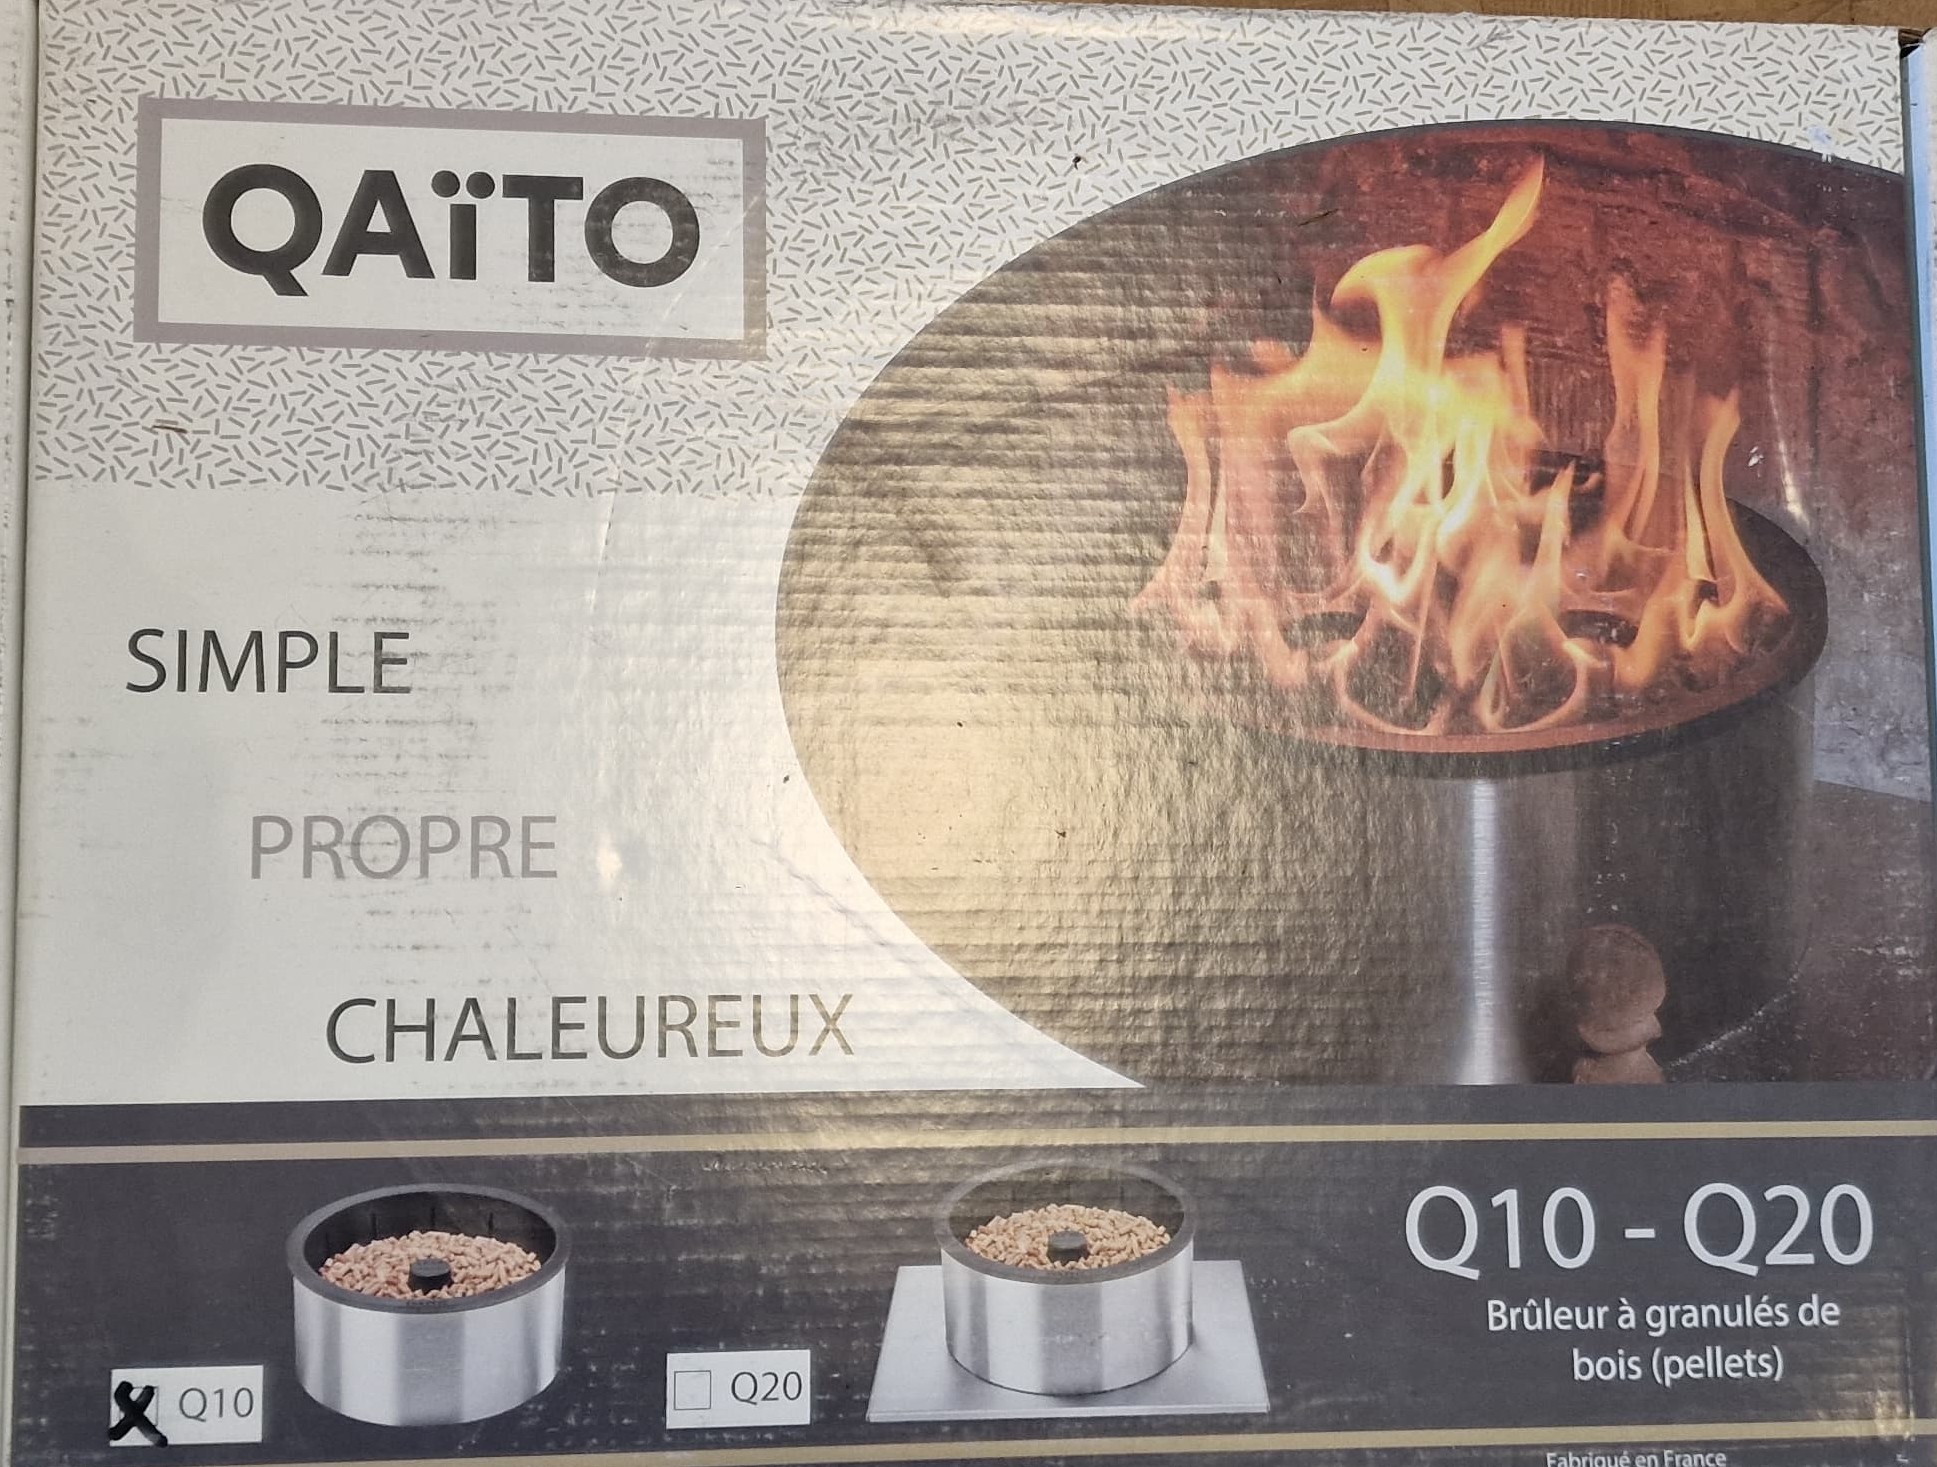 QAïTO
SIMPLE
PROPRE
CHALEUREUX
Q10 - Q20
Brûleur à granulés de
bois (pellets)
Q10
Q20
Fabriqué en France